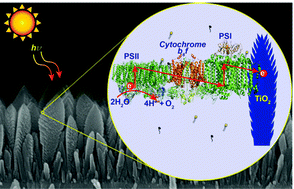 hν
PSII
Cytochrome
b₆f
PSI
e⁻
e⁻
2H₂O
4H⁺ + O₂
TiO₂